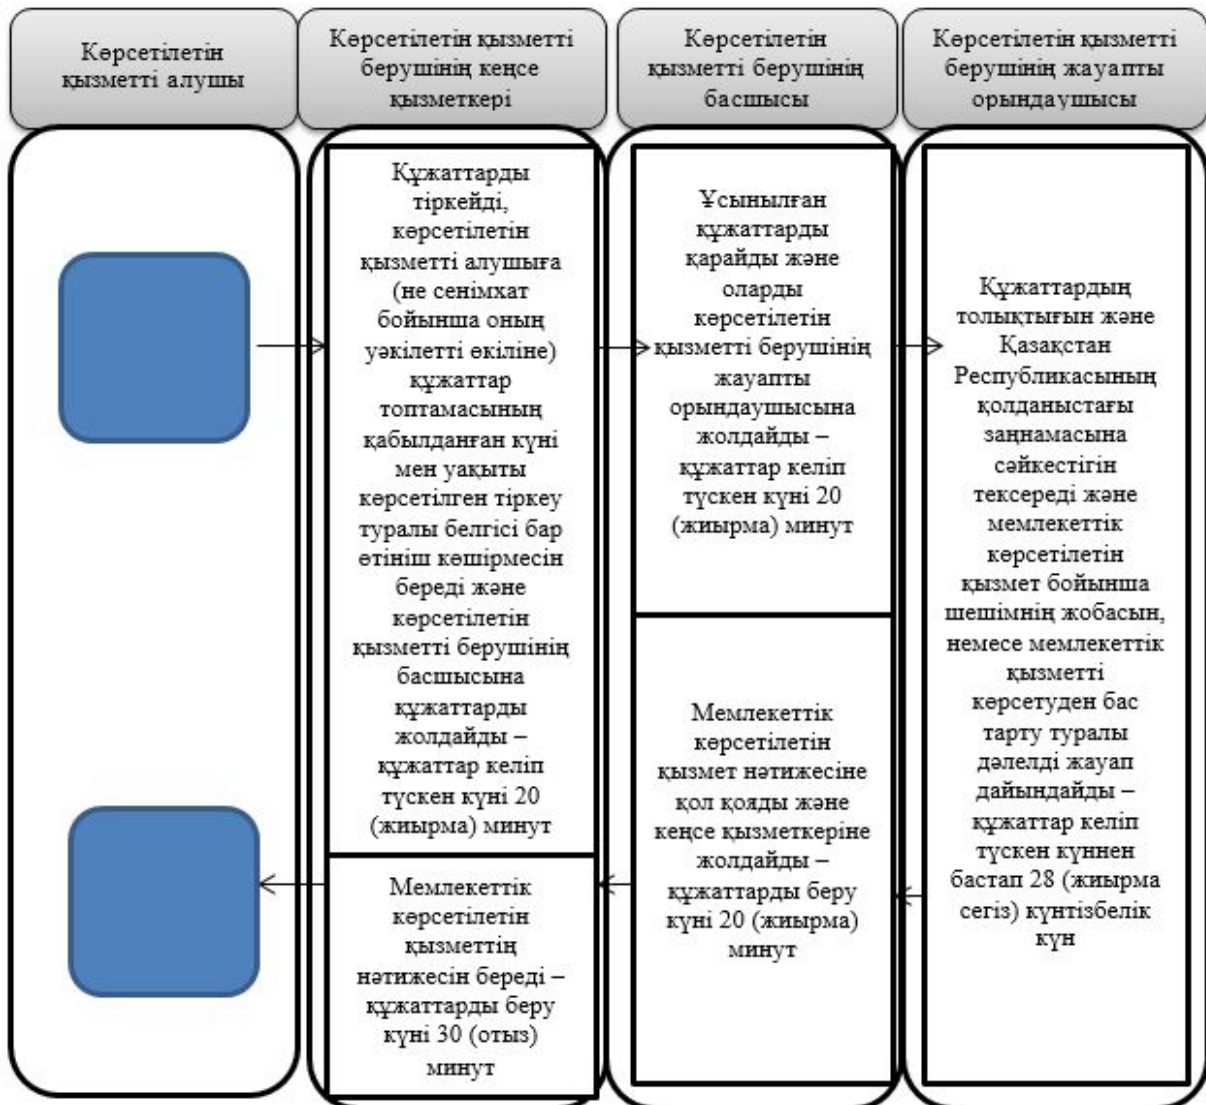 Көрсетілетін
қызметті алушы
Көрсетілетін қызметті
берушінің кеңсе
қызметкері
Көрсетілетін
қызметті берушінің
басшысы
Көрсетілетін қызметті
берушінің жауапты
орындаушысы
Құжаттарды
тіркейді,
көрсетілетін
қызметті алушыға
(не сенімхат
бойынша оның
уәкілетті өкіліне)
құжаттар
топтамасының
қабылданған күні
мен уақыты
көрсетілген тіркеу
туралы белгісі бар
өтініш көшірмесін
береді және
көрсетілетін
қызметті берушінің
басшысына
құжаттарды
жолдайды –
құжаттар келіп
түскен күні 20
(жиырма) минут
Мемлекеттік
көрсетілетін
қызметтің
нәтижесін береді –
құжаттарды беру
күні 30 (отыз)
минут
Ұсынылған
құжаттарды
қарайды және
оларды
көрсетілетін
қызметті берушінің
жауапты
орындаушысына
жолдайды –
құжаттар келіп
түскен күні 20
(жиырма) минут
Мемлекеттік
көрсетілетін
қызмет нәтижесіне
қол қояды және
кеңсе қызметкеріне
жолдайды –
құжаттарды беру
күні 20 (жиырма)
минут
Құжаттардың
толықтығын және
Қазақстан
Республикасының
қолданыстағы
заңнамасына
сәйкестігін
тексереді және
мемлекеттік
көрсетілетін
қызмет бойынша
шешімнің жобасын,
немесе мемлекеттік
қызметті
көрсетуден бас
тарту туралы
дәлелді жауап
дайындайды –
құжаттар келіп
түскен күннен
бастап 28 (жиырма
сегіз) күнтізбелік
күн